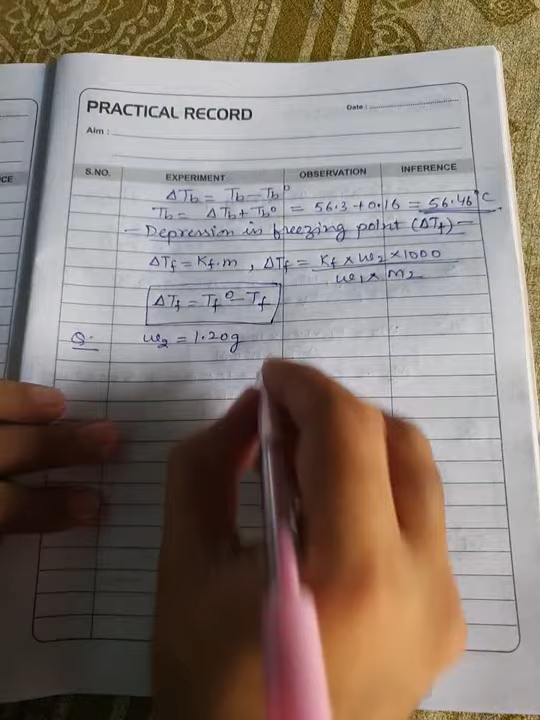 PRACTICAL RECORD
Date :
Aim :
S.NO. EXPERIMENT OBSERVATION INFERENCE
CE
ΔTb = Tb - Tb°
Tb = ΔTb + Tb° = 56.3 + 0.16 = 56.46°C
- Depression in freezing point (ΔTf) -
ΔTf = Kf.m , ΔTf = Kf × w2 × 1000 / w1 × M2
ΔTf = Tf° - Tf
Q. w2 = 1.20g